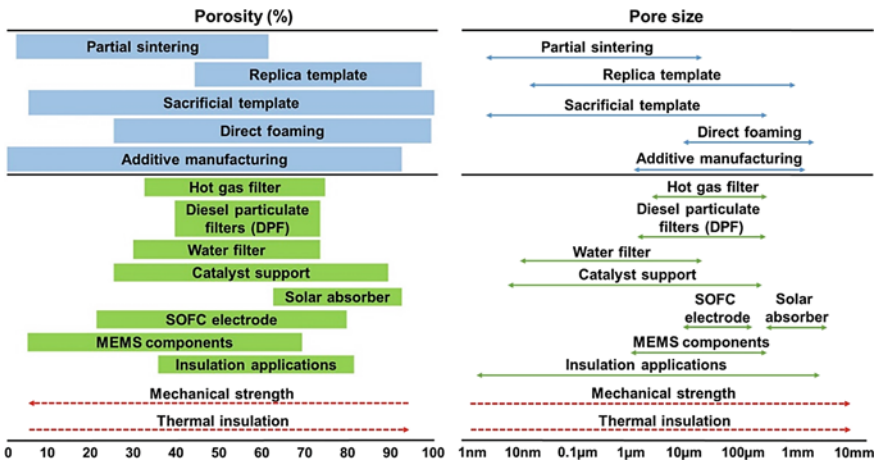 Porosity (%)
Partial sintering
Replica template
Sacrificial template
Direct foaming
Additive manufacturing
Hot gas filter
Diesel particulate
filters (DPF)
Water filter
Catalyst support
Solar absorber
SOFC electrode
MEMS components
Insulation applications
Mechanical strength
Thermal insulation
0 10 20 30 40 50 60 70 80 90 100
Pore size
Partial sintering
Replica template
Sacrificial template
Direct foaming
Additive manufacturing
Hot gas filter
Diesel particulate
filters (DPF)
Water filter
Catalyst support
SOFC Solar
electrode absorber
MEMS components
Insulation applications
Mechanical strength
Thermal insulation
1nm 10nm 0.1µm 1µm 10µm 100µm 1mm 10mm